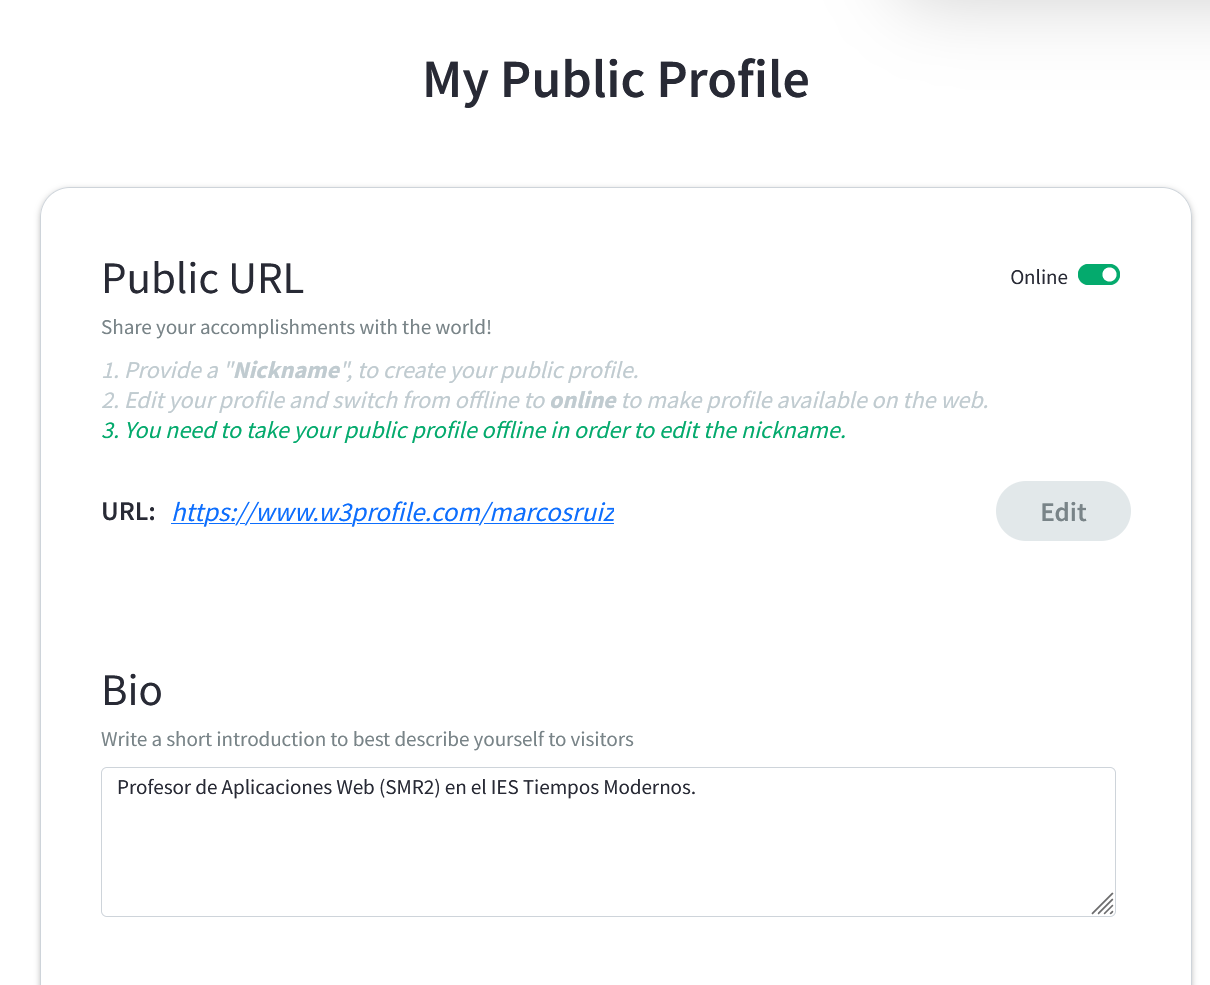 My Public Profile
Public URL
Online
Share your accomplishments with the world!
1. Provide a "Nickname", to create your public profile.
2. Edit your profile and switch from offline to online to make profile available on the web.
3. You need to take your public profile offline in order to edit the nickname.
URL: https://www.w3profile.com/marcosruiz
Edit
Bio
Write a short introduction to best describe yourself to visitors
Profesor de Aplicaciones Web (SMR2) en el IES Tiempos Modernos.